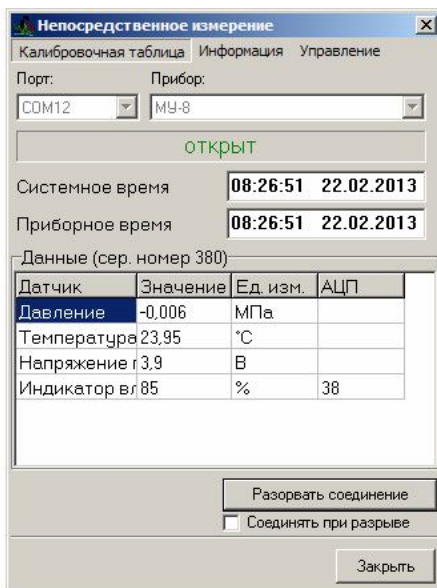 Непосредственное измерение
Калибровочная таблица Информация Управление
Порт: Прибор:
COM12 МУ-8
открыт
Системное время 08:26:51 22.02.2013
Приборное время 08:26:51 22.02.2013
Данные (сер. номер 380)
Датчик Значение Ед. изм. АЦП
Давление -0,006 МПа
Температура 23,95 °C
Напряжение г 3,9 В
Индикатор вл 85 % 38
Разорвать соединение
Соединять при разрыве
Закрыть